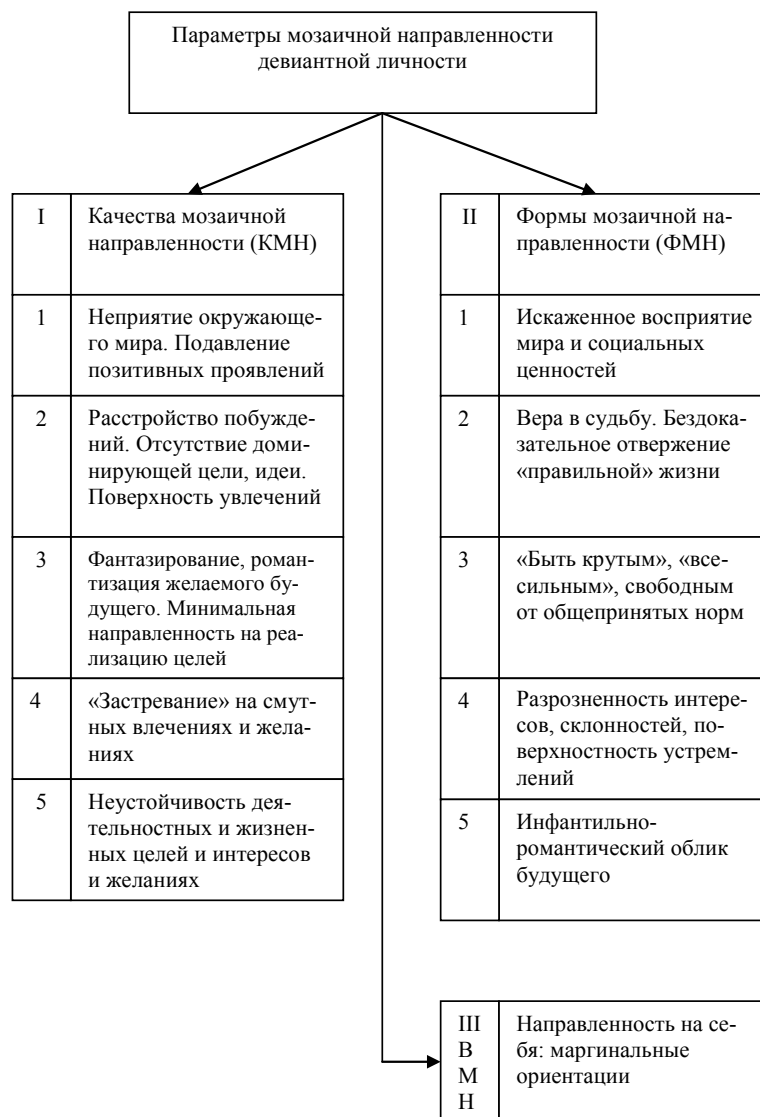 Параметры мозаичной направленности
девиантной личности
I
Качества мозаичной
направленности (КМН)
1
Неприятие окружающе-
го мира. Подавление
позитивных проявлений
2
Расстройство побужде-
ний. Отсутствие доми-
нирующей цели, идеи.
Поверхность увлечений
3
Фантазирование, роман-
тизация желаемого бу-
дущего. Минимальная
направленность на реа-
лизацию целей
4
«Застревание» на смут-
ных влечениях и жела-
ниях
5
Неустойчивость дея-
тельностных и жизнен-
ных целей и интересов
и желаниях
II
Формы мозаичной на-
правленности (ФМН)
1
Искаженное восприятие
мира и социальных
ценностей
2
Вера в судьбу. Бездока-
зательное отвержение
«правильной» жизни
3
«Быть крутым», «все-
сильным», свободным
от общепринятых норм
4
Разрозненность интере-
сов, склонностей, по-
верхностность устрем-
лений
5
Инфантильно-
романтический облик
будущего
III
В
М
Н
Направленность на се-
бя: маргинальные
ориентации